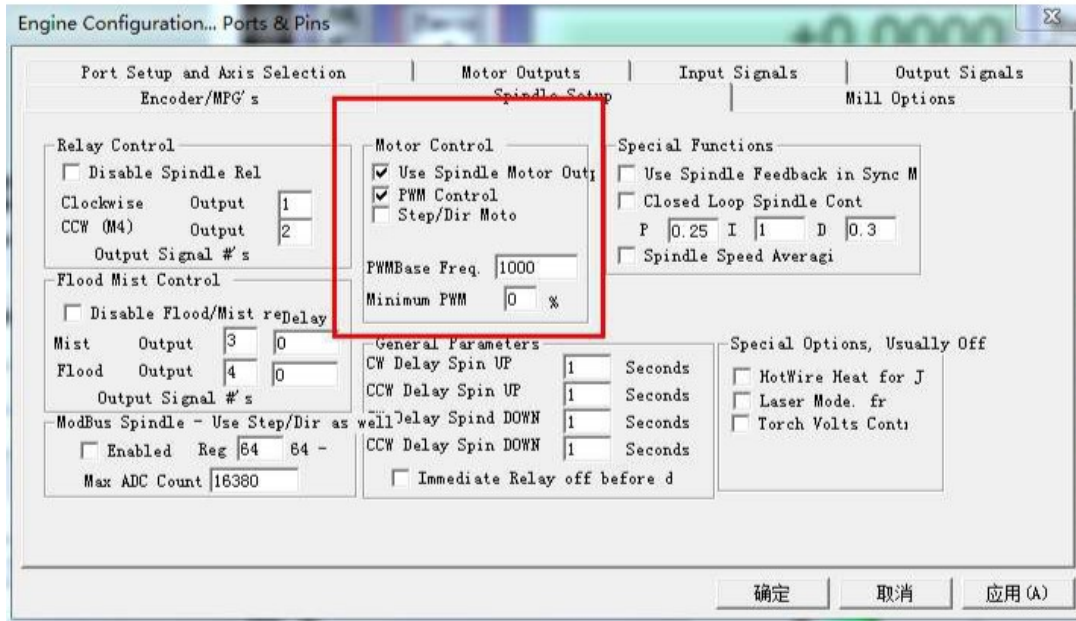 Engine Configuration... Ports & Pins
+0.0000
Port Setup and Axis Selection
Motor Outputs
Input Signals
Output Signals
Encoder/MPG's
Spindle Setup
Mill Options
Relay Control
Disable Spindle Rel
Clockwise Output 1
CCW (M4) Output 2
Output Signal #'s
Flood Mist Control
Disable Flood/Mist re
Delay
Mist Output 3 0
Flood Output 4 0
Output Signal #'s
ModBus Spindle - Use Step/Dir as well
Enabled Reg 64 64 -
Max ADC Count 16380
Motor Control
Use Spindle Motor Outp
PWM Control
Step/Dir Moto
PWMBase Freq. 1000
Minimum PWM 0 %
General Parameters
CW Delay Spin UP 1 Seconds
CCW Delay Spin UP 1 Seconds
Delay Spind DOWN 1 Seconds
CCW Delay Spin DOWN 1 Seconds
Immediate Relay off before d
Special Functions
Use Spindle Feedback in Sync M
Closed Loop Spindle Cont
P 0.25 I 1 D 0.3
Spindle Speed Averagi
Special Options, Usually Off
HotWire Heat for J
Laser Mode. fr
Torch Volts Conti
确定
取消
应用(A)